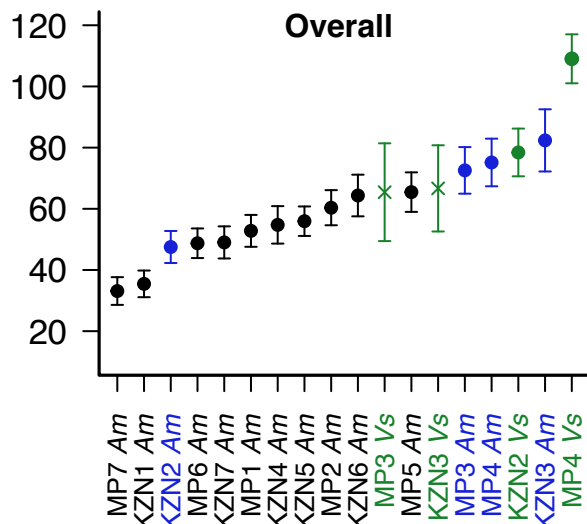 Overall
120
100
80
60
40
20
MP7 Am
KZN1 Am
KZN2 Am
MP6 Am
KZN7 Am
MP1 Am
KZN4 Am
KZN5 Am
MP2 Am
KZN6 Am
MP3 Vs
MP5 Am
KZN3 Vs
MP3 Am
MP4 Am
KZN2 Vs
KZN3 Am
MP4 Vs